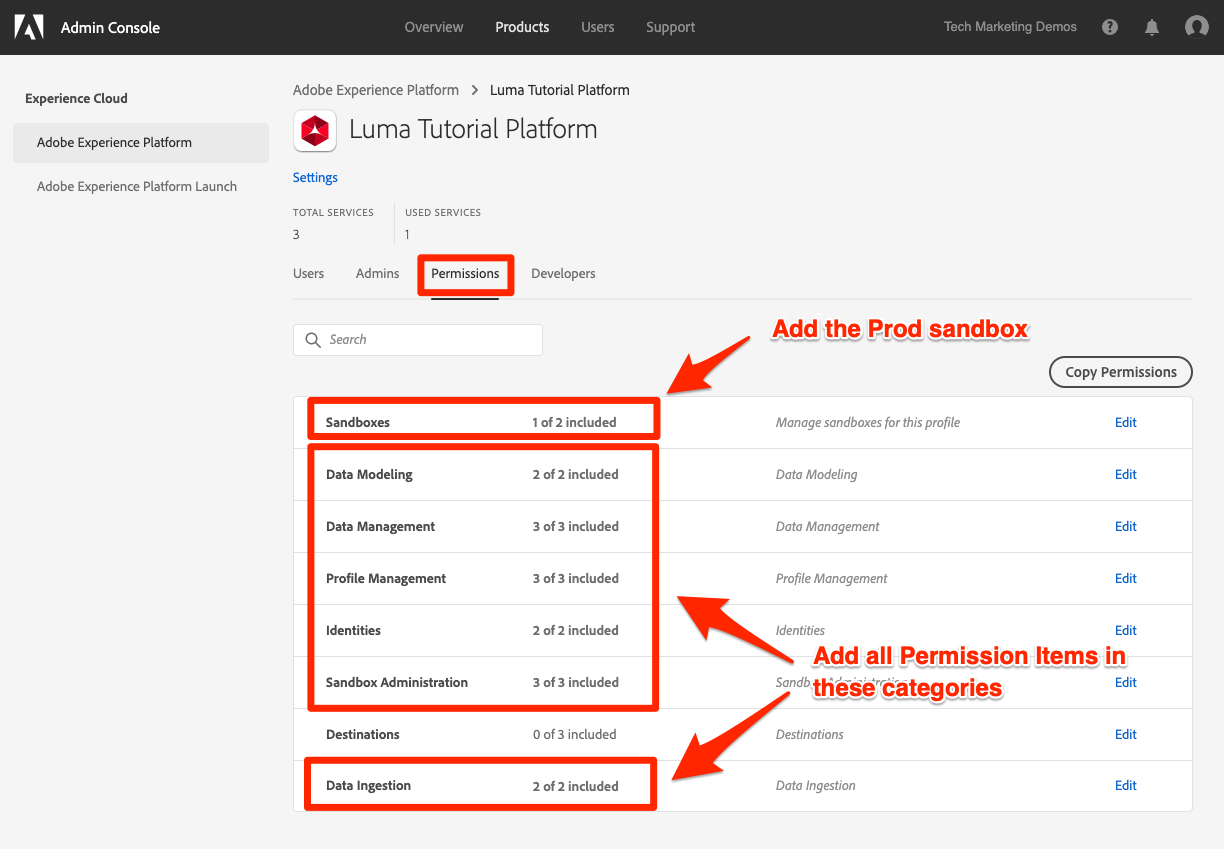 Admin Console
Overview Products Users Support
Tech Marketing Demos
Experience Cloud
Adobe Experience Platform
Adobe Experience Platform Launch
Adobe Experience Platform > Luma Tutorial Platform
Luma Tutorial Platform
Settings
TOTAL SERVICES USED SERVICES
3 1
Users Admins Permissions Developers
Search
Add the Prod sandbox
Copy Permissions
Sandboxes 1 of 2 included Manage sandboxes for this profile Edit
Data Modeling 2 of 2 included Data Modeling Edit
Data Management 3 of 3 included Data Management Edit
Profile Management 3 of 3 included Profile Management Edit
Identities 2 of 2 included Identities Edit
Add all Permission Items in
these categories
Sandbox Administration 3 of 3 included Sandbox Administration Edit
Destinations 0 of 3 included Destinations Edit
Data Ingestion 2 of 2 included Data Ingestion Edit